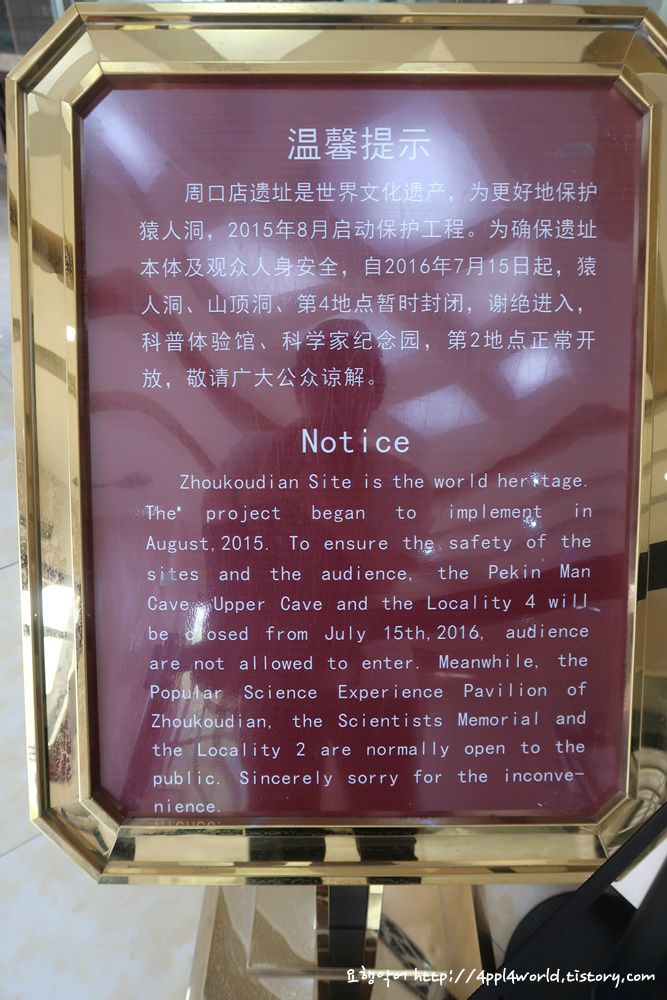 温馨提示
周口店遗址是世界文化遗产，为更好地保护
猿人洞，2015年8月启动保护工程。为确保遗址
本体及观众人身安全，自2016年7月15日起，猿
人洞、山顶洞、第4地点暂时封闭，谢绝进入，
科普体验馆、科学家纪念园，第2地点正常开
放，敬请广大公众谅解。
Notice
Zhoukoudian Site is the world heritage.
The project began to implement in
August,2015. To ensure the safety of the
sites and the audience, the Pekin Man
Cave, Upper Cave and the Locality 4 will
be closed from July 15th,2016, audience
are not allowed to enter. Meanwhile, the
Popular Science Experience Pavilion of
Zhoukoudian, the Scientists Memorial and
the Locality 2 are normally open to the
public. Sincerely sorry for the inconve-
nience.
요행악어 http://4ppl4world.tistory.com